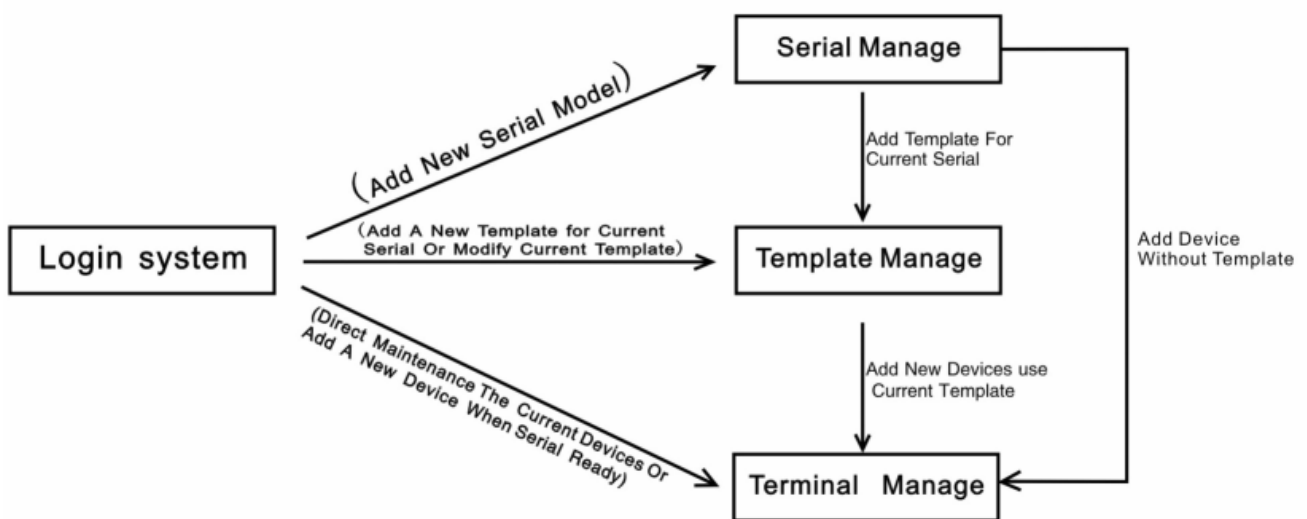 Serial Manage
(Add New Serial Model)
Add Template For
Current Serial
(Add A New Template for Current
Serial Or Modify Current Template)
Login system
Template Manage
Add Device
Without Template
(Direct Maintenance The Current Devices Or
Add A New Device When Serial Ready)
Add New Devices use
Current Template
Terminal Manage